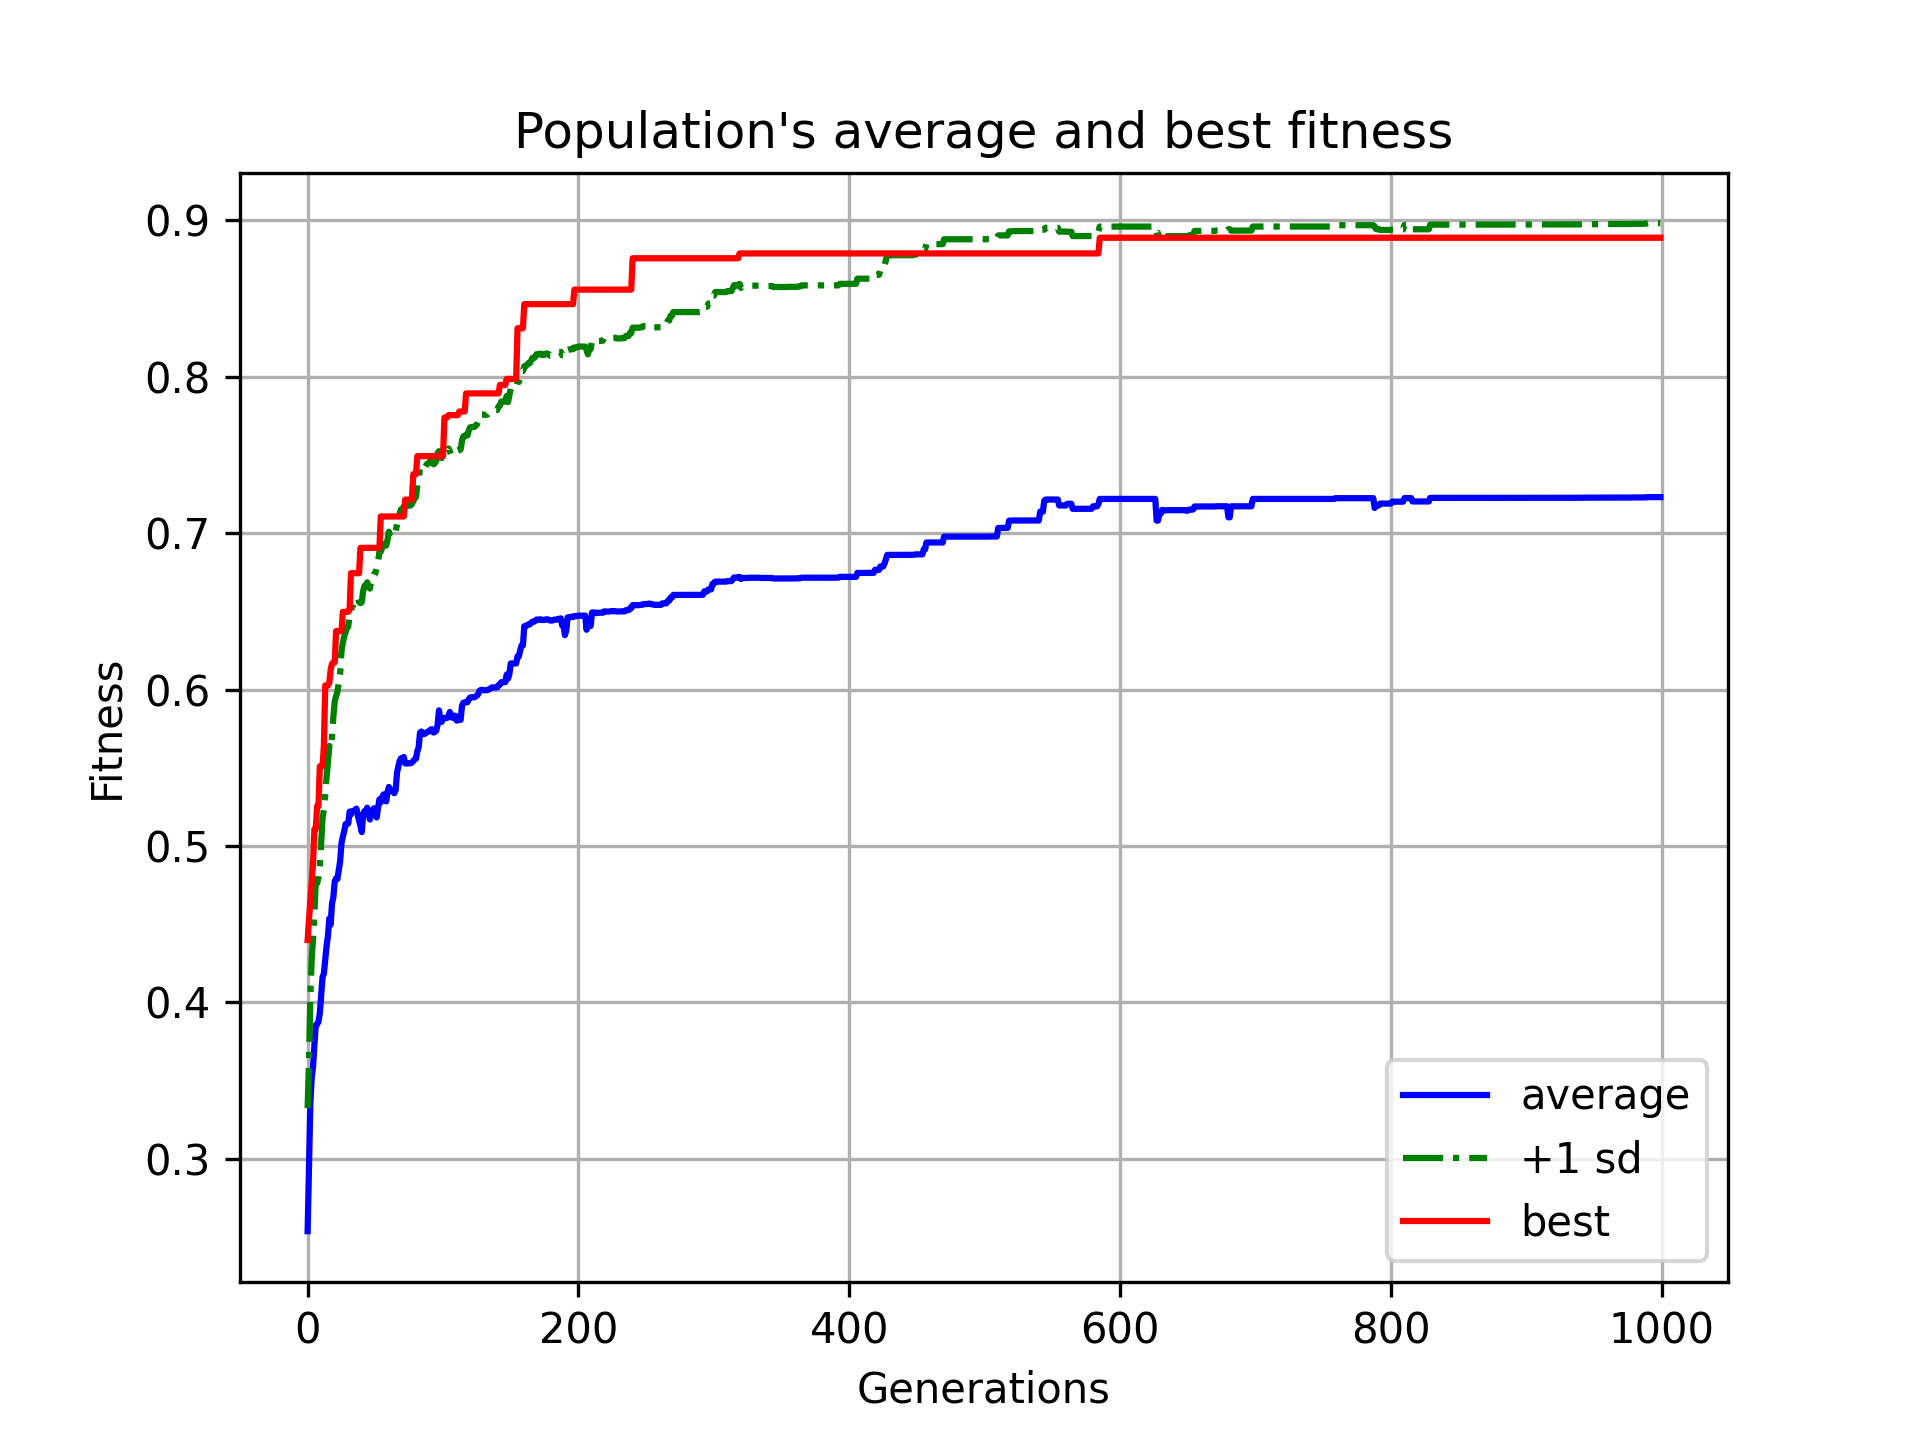 Population's average and best fitness
Fitness
0.9
0.8
0.7
0.6
0.5
0.4
0.3
0 200 400 600 800 1000
Generations
average
+1 sd
best